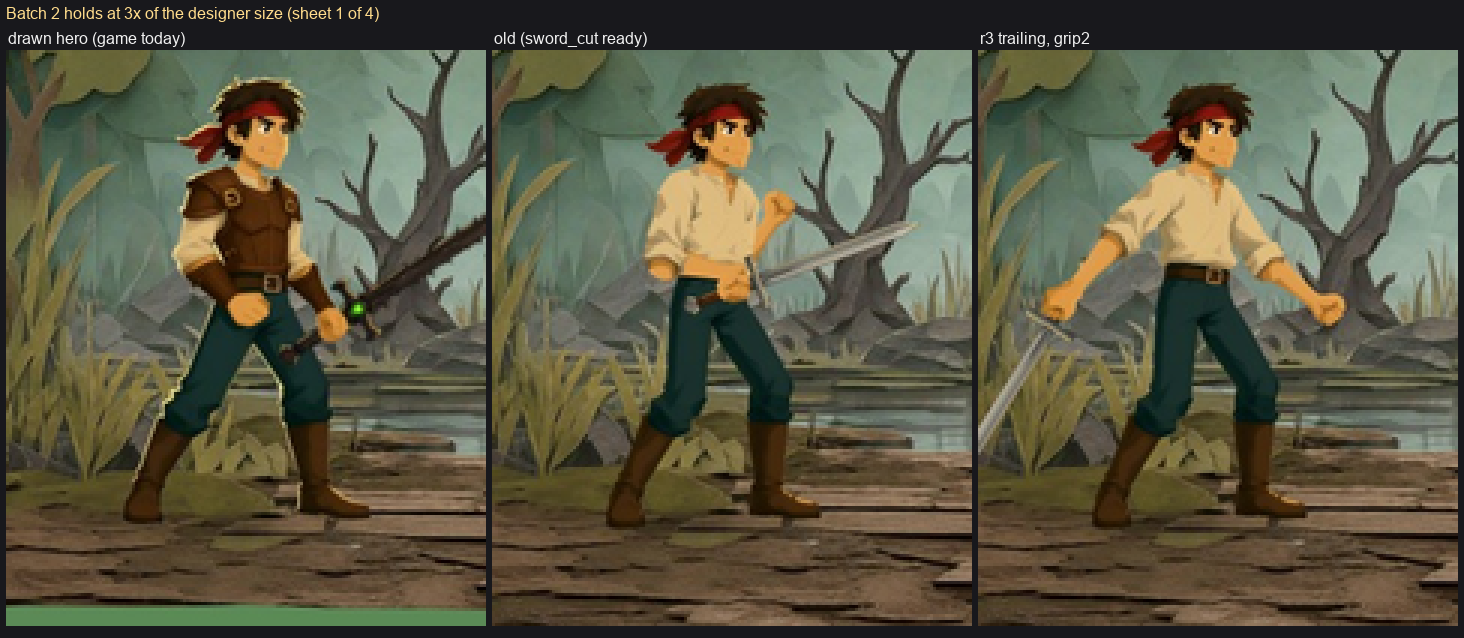 Batch 2 holds at 3x of the designer size (sheet 1 of 4)
drawn hero (game today)
old (sword_cut ready)
r3 trailing, grip2